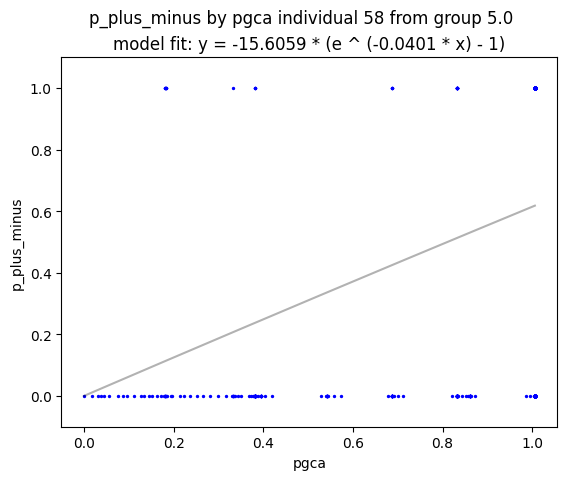 p_plus_minus by pgca individual 58 from group 5.0
model fit: y = -15.6059 * (e ^ (-0.0401 * x) - 1)
1.0
0.8
0.6
0.4
0.2
0.0
p_plus_minus
0.0 0.2 0.4 0.6 0.8 1.0
pgca